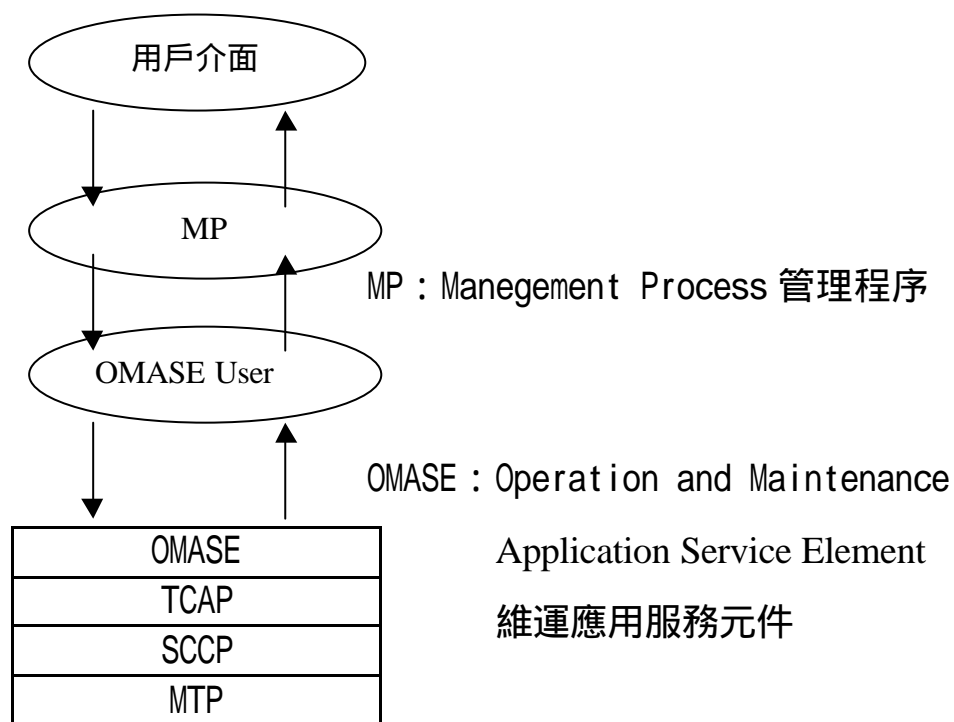 用戶介面
MP
MP：Manegement Process 管理程序
OMASE User
OMASE：Operation and Maintenance
Application Service Element
維運應用服務元件
OMASE
TCAP
SCCP
MTP